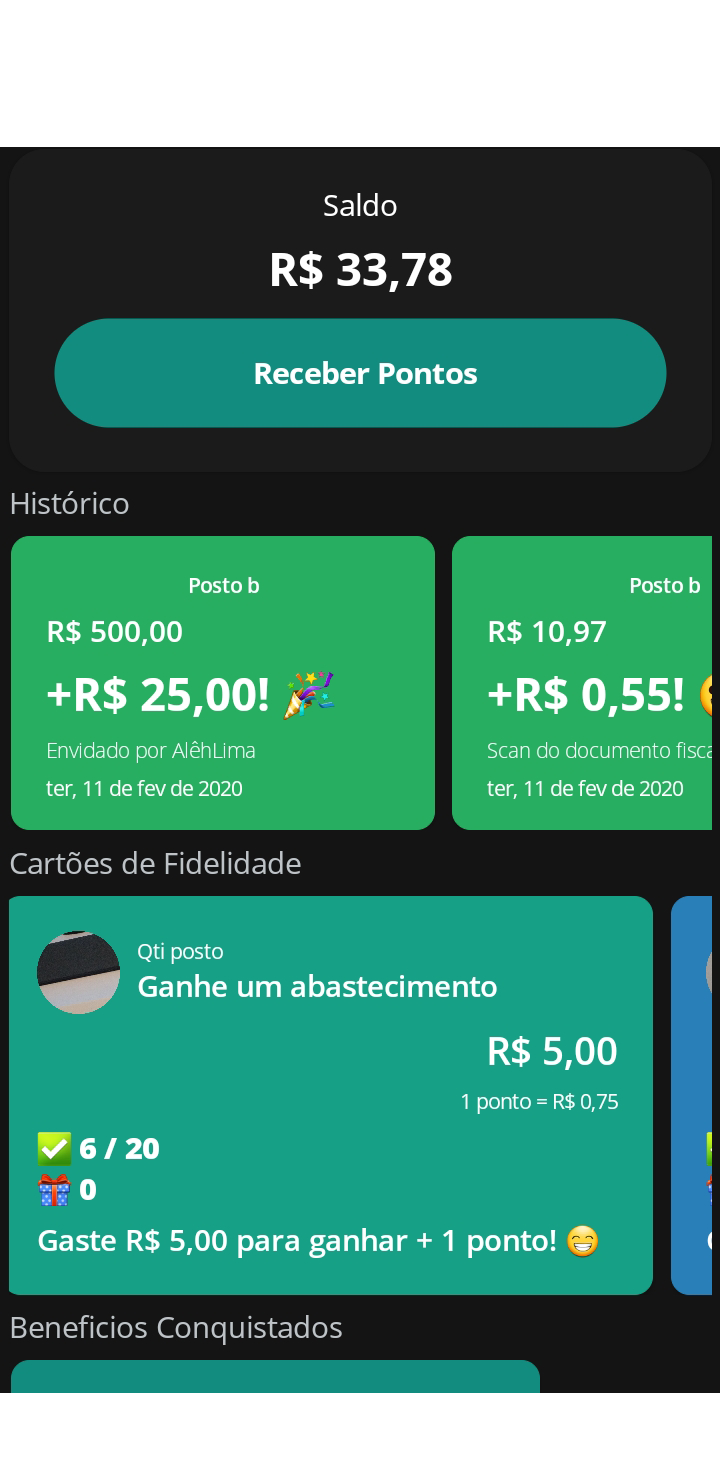 Saldo
R$ 33,78
Receber Pontos
Histórico
Posto b
R$ 500,00
+R$ 25,00! 🎉
Envidado por AlêhLima
ter, 11 de fev de 2020
Posto b
R$ 10,97
+R$ 0,55!
Scan do documento
ter, 11 de fev de 2020
Cartões de Fidelidade
Qti posto
Ganhe um abastecimento
R$ 5,00
1 ponto = R$ 0,75
✅ 6 / 20
🎁 0
Gaste R$ 5,00 para ganhar + 1 ponto! 😁
Beneficios Conquistados